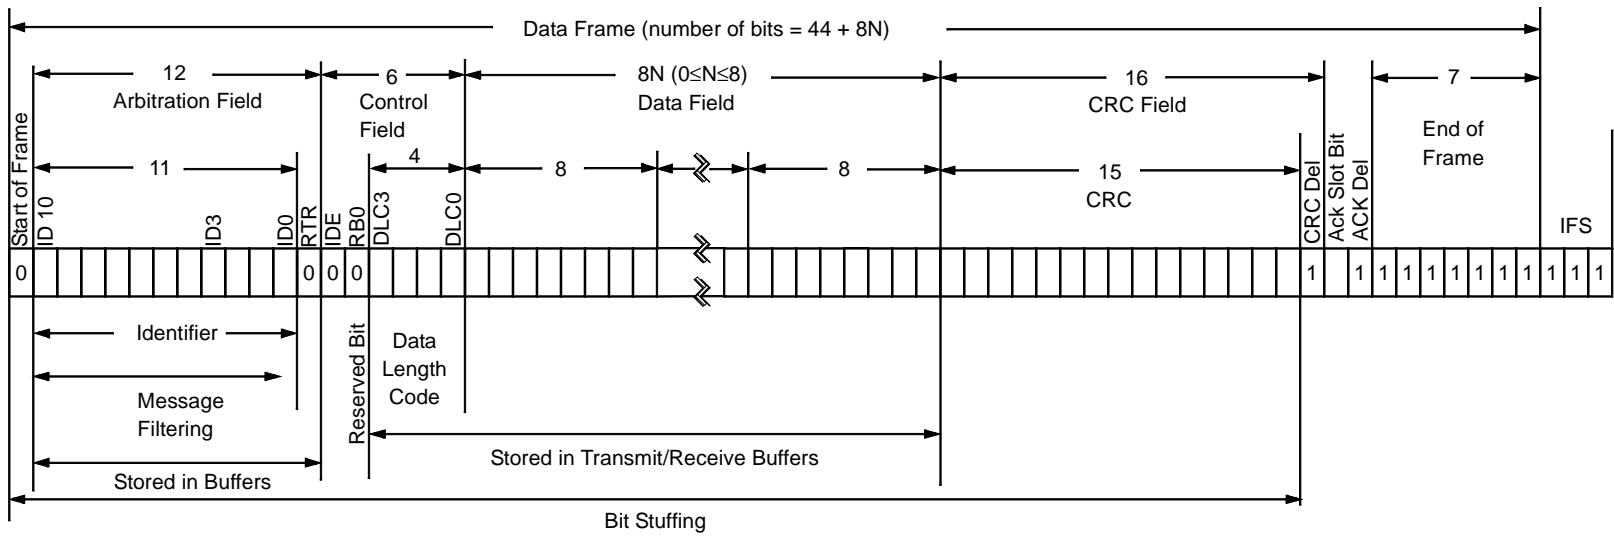 Data Frame (number of bits = 44 + 8N)
12
Arbitration Field
6
Control
Field
8N (0≤N≤8)
Data Field
16
CRC Field
7
End of
Frame
11
4
8
8
15
CRC
Start of Frame
ID 10
ID3
ID0
RTR
IDE
RB0
DLC3
DLC0
CRC Del
Ack Slot Bit
ACK Del
IFS
0 0 0 0 1 1 1 1 1 1 1 1 1 1 1 1
Identifier
Message
Filtering
Stored in Buffers
Reserved Bit
Data
Length
Code
Stored in Transmit/Receive Buffers
Bit Stuffing